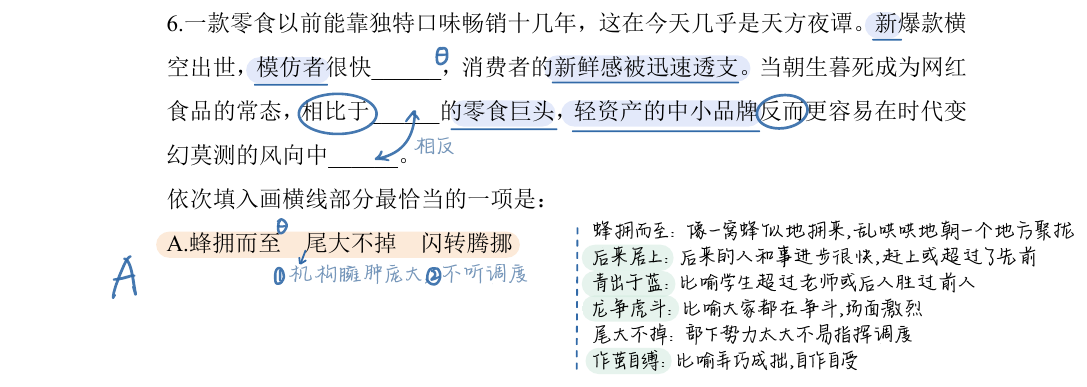 6.一款零食以前能靠独特口味畅销十几年，这在今天几乎是天方夜谭。新爆款横
空出世，模仿者很快______，消费者的新鲜感被迅速透支。当朝生暮死成为网红
食品的常态，相比于______的零食巨头，轻资产的中小品牌反而更容易在时代变
幻莫测的风向中______。
相反
依次填入画横线部分最恰当的一项是：
A.蜂拥而至 尾大不掉 闪转腾挪
①机构臃肿庞大②不听调度
A
蜂拥而至：像一窝蜂似地拥来,乱哄哄地朝一个地方聚拢
后来居上：后来的人和事进步很快,赶上或超过了先前
青出于蓝：比喻学生超过老师或后人胜过前人
龙争虎斗：比喻大家都在争斗,场面激烈
尾大不掉：部下势力太大不易指挥调度
作茧自缚：比喻弄巧成拙,自作自受